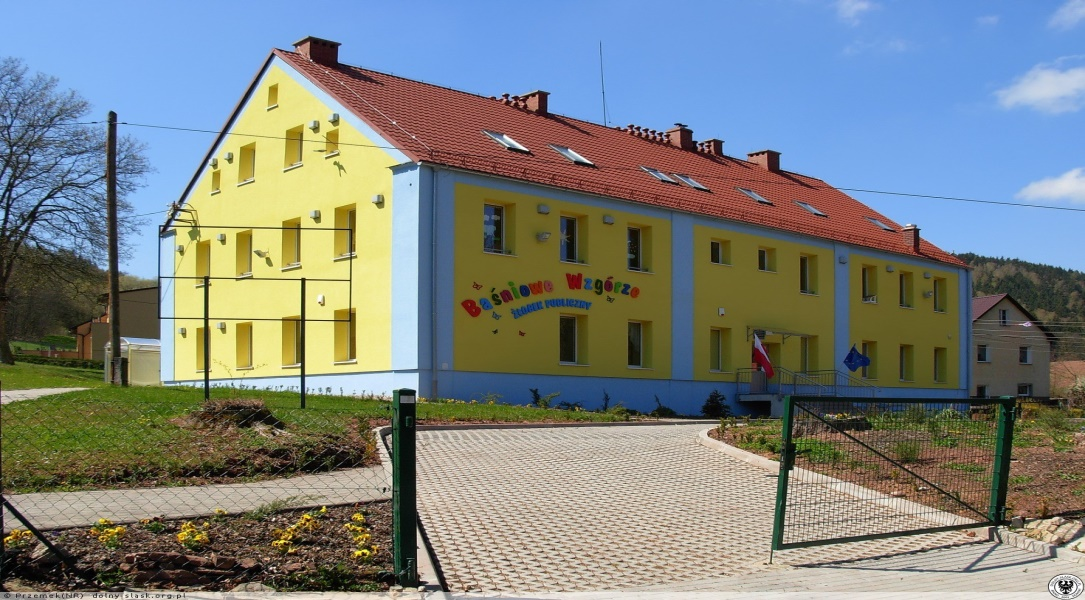 Baśniowe Wzgórze
ŻŁOBEK PUBLICZNY
© Przemek(NR) dolny-slask.org.pl